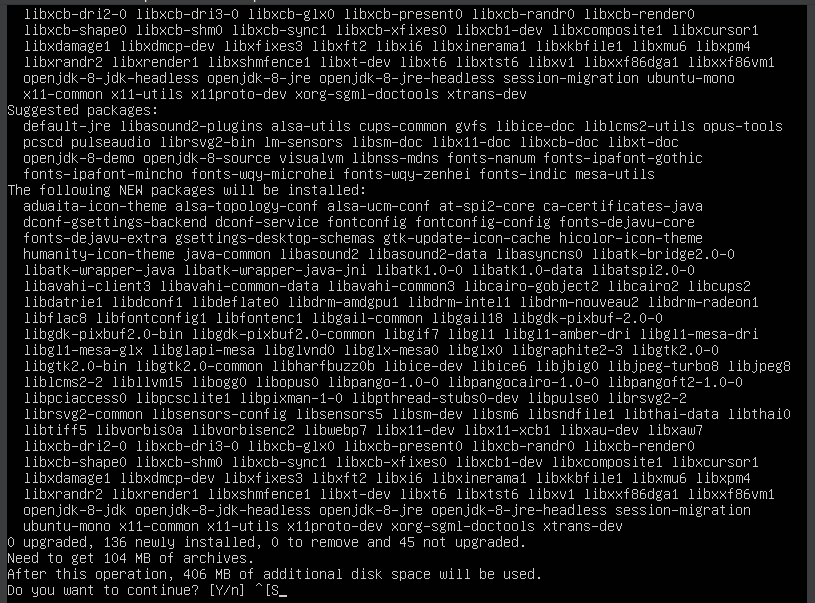 libxcb-dri2-0 libxcb-dri3-0 libxcb-glx0 libxcb-present0 libxcb-randr0 libxcb-render0
libxcb-shape0 libxcb-shm0 libxcb-sync1 libxcb-xfixes0 libxcb1-dev libxcomposite1 libxcursor1
libxdamage1 libxdmcp-dev libxfixes3 libxft2 libxi6 libxinerama1 libxkbfile1 libxmu6 libxpm4
libxrandr2 libxrender1 libxshmfence1 libxt-dev libxt6 libxtst6 libxv1 libxxf86dga1 libxxf86vm1
openjdk-8-jdk-headless openjdk-8-jre openjdk-8-jre-headless session-migration ubuntu-mono
x11-common x11-utils x11proto-dev xorg-sgml-doctools xtrans-dev
Suggested packages:
default-jre libasound2-plugins alsa-utils cups-common gvfs libice-doc liblcms2-utils opus-tools
pcscd pulseaudio librsvg2-bin lm-sensors libsm-doc libx11-doc libxcb-doc libxt-doc
openjdk-8-demo openjdk-8-source visualvm libnss-mdns fonts-nanum fonts-ipafont-gothic
fonts-ipafont-mincho fonts-wqy-microhei fonts-wqy-zenhei fonts-indic mesa-utils
The following NEW packages will be installed:
adwaita-icon-theme alsa-topology-conf alsa-ucm-conf at-spi2-core ca-certificates-java
dconf-gsettings-backend dconf-service fontconfig fontconfig-config fonts-dejavu-core
fonts-dejavu-extra gsettings-desktop-schemas gtk-update-icon-cache hicolor-icon-theme
humanity-icon-theme java-common libasound2 libasound2-data libasyncns0 libatk-bridge2.0-0
libatk-wrapper-java libatk-wrapper-java-jni libatk1.0-0 libatk1.0-data libatspi2.0-0
libavahi-client3 libavahi-common-data libavahi-common3 libcairo-gobject2 libcairo2 libcups2
libdatrie1 libdconf1 libdeflate0 libdrm-amdgpu1 libdrm-intel1 libdrm-nouveau2 libdrm-radeon1
libflac8 libfontconfig1 libfontenc1 libgail-common libgail18 libgdk-pixbuf-2.0-0
libgdk-pixbuf2.0-bin libgdk-pixbuf2.0-common libgif7 libgl1 libgl1-amber-dri libgl1-mesa-dri
libgl1-mesa-glx libglapi-mesa libglvnd0 libglx-mesa0 libglx0 libgraphite2-3 libgtk2.0-0
libgtk2.0-bin libgtk2.0-common libharfbuzz0b libice-dev libice6 libjbig0 libjpeg-turbo8 libjpeg8
liblcms2-2 libllvm15 libogg0 libopus0 libpango-1.0-0 libpangocairo-1.0-0 libpangoft2-1.0-0
libpciaccess0 libpcsclite1 libpixman-1-0 libpthread-stubs0-dev libpulse0 librsvg2-2
librsvg2-common libsensors-config libsensors5 libsm-dev libsm6 libsndfile1 libthai-data libthai0
libtiff5 libvorbis0a libvorbisenc2 libwebp7 libx11-dev libx11-xcb1 libxau-dev libxaw7
libxcb-dri2-0 libxcb-dri3-0 libxcb-glx0 libxcb-present0 libxcb-randr0 libxcb-render0
libxcb-shape0 libxcb-shm0 libxcb-sync1 libxcb-xfixes0 libxcb1-dev libxcomposite1 libxcursor1
libxdamage1 libxdmcp-dev libxfixes3 libxft2 libxi6 libxinerama1 libxkbfile1 libxmu6 libxpm4
libxrandr2 libxrender1 libxshmfence1 libxt-dev libxt6 libxtst6 libxv1 libxxf86dga1 libxxf86vm1
openjdk-8-jdk openjdk-8-jdk-headless openjdk-8-jre openjdk-8-jre-headless session-migration
ubuntu-mono x11-common x11-utils x11proto-dev xorg-sgml-doctools xtrans-dev
0 upgraded, 136 newly installed, 0 to remove and 45 not upgraded.
Need to get 104 MB of archives.
After this operation, 406 MB of additional disk space will be used.
Do you want to continue? [Y/n] ^[S_